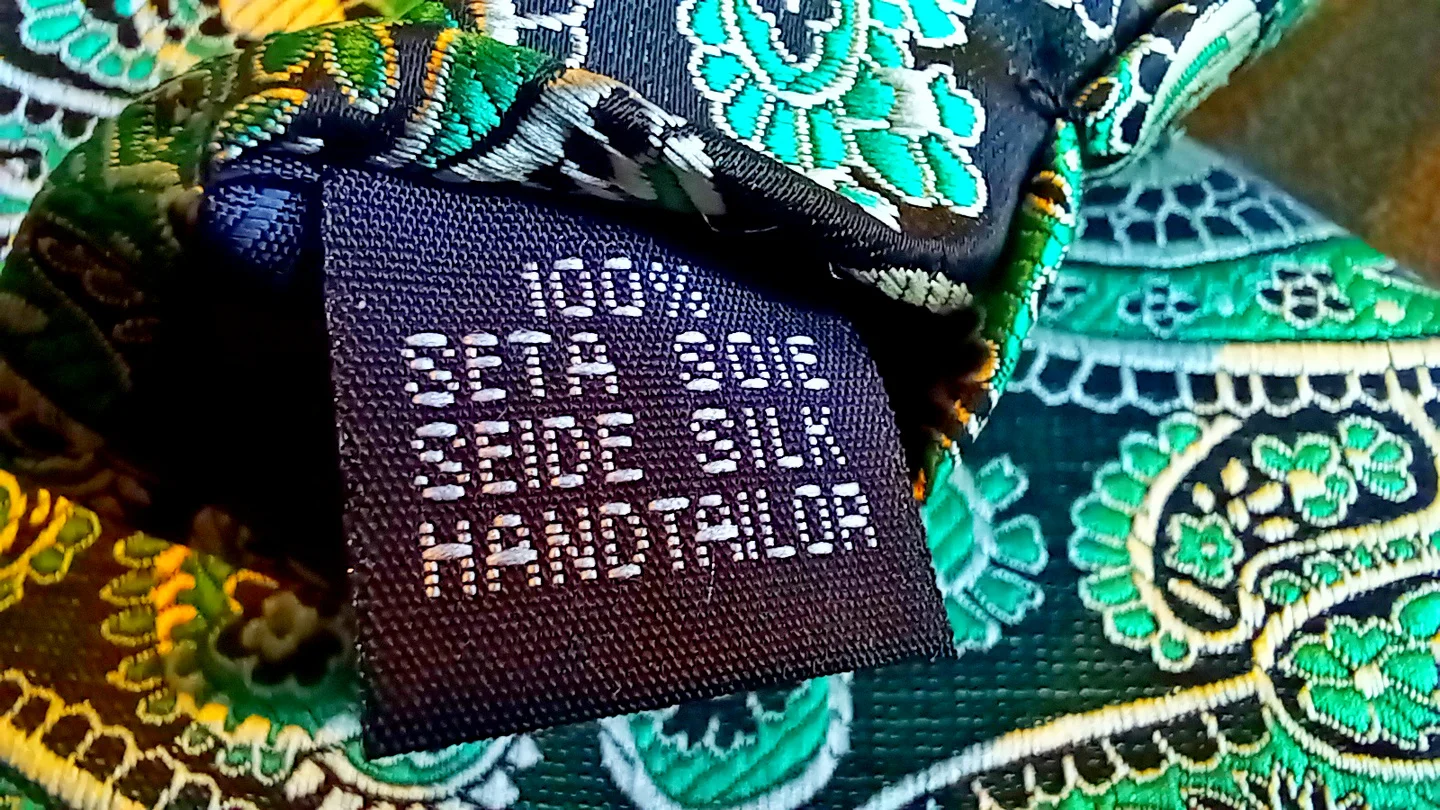 100%
SETA SOIE
SEIDE SILK
HANDTAILOR